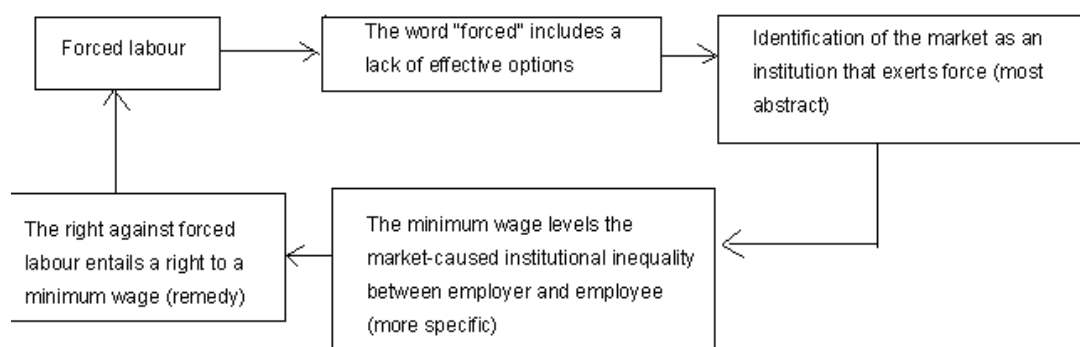 Forced labour
The word "forced" includes a
lack of effective options
Identification of the market as an
institution that exerts force (most
abstract)
The minimum wage levels the
market-caused institutional inequality
between employer and employee
(more specific)
The right against forced
labour entails a right to a
minimum wage (remedy)